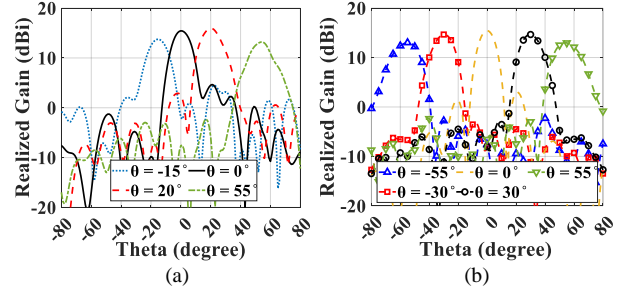 Realized Gain (dBi)
20
10
0
-10
20
θ = -15° θ = 0°
θ = 20° θ = 55°
-80 -60 -40 -20 0 20 40 60 80
Theta (degree)
(a)
Realized Gain (dBi)
20
10
0
-10
-20
θ = -55° θ = 0° θ = 55
θ = -30° θ = 30°
-80 -60 -40 -20 0 20 40 60 80
Theta (degree)
(b)